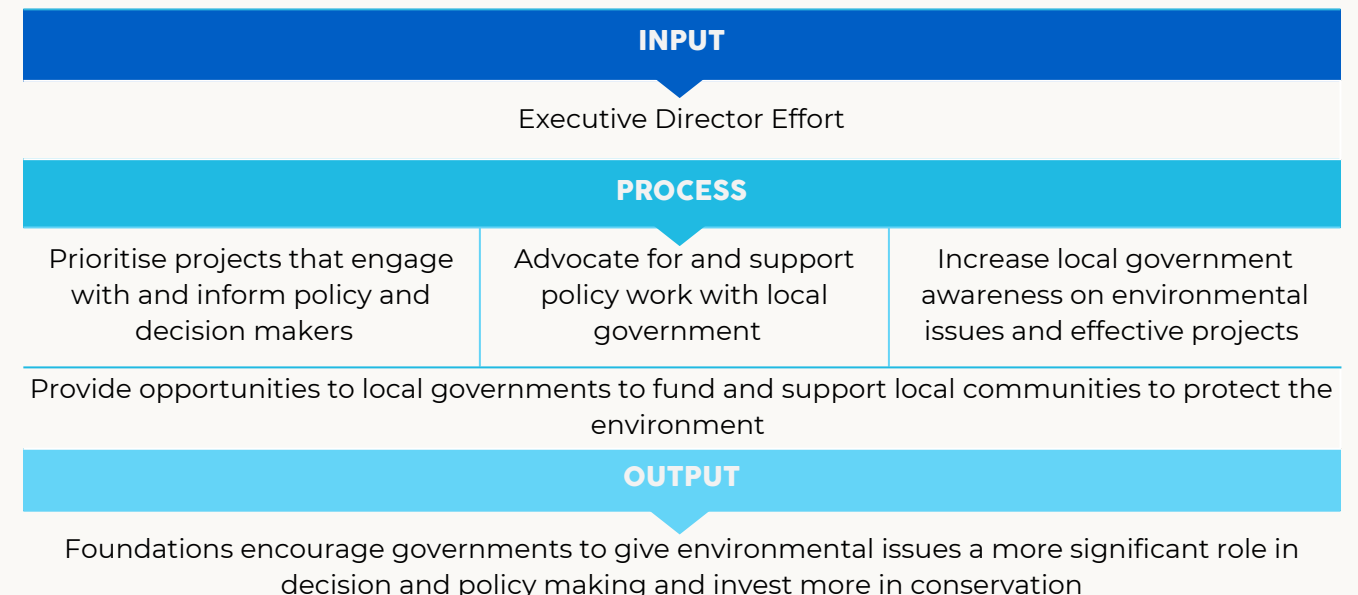 INPUT
Executive Director Effort
PROCESS
Prioritise projects that engage
with and inform policy and
decision makers
Advocate for and support
policy work with local
government
Increase local government
awareness on environmental
issues and effective projects
Provide opportunities to local governments to fund and support local communities to protect the
environment
OUTPUT
Foundations encourage governments to give environmental issues a more significant role in
decision and policy making and invest more in conservation